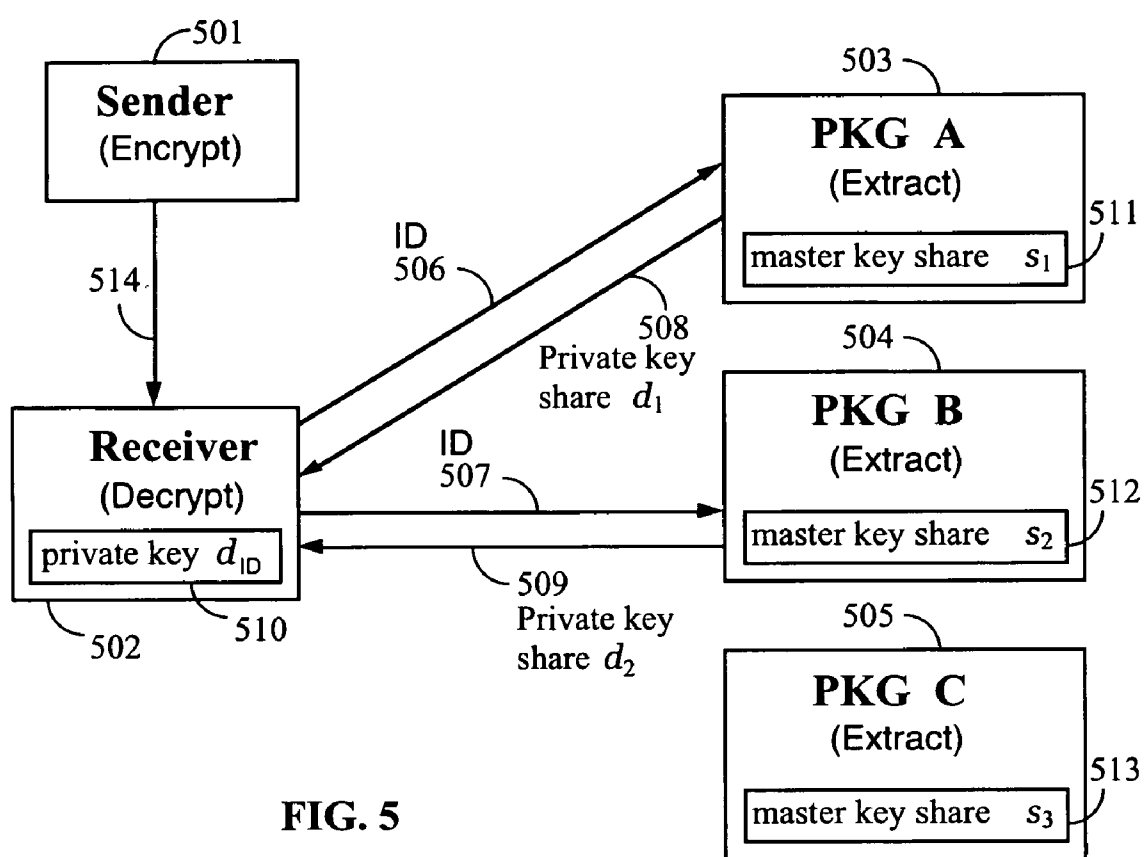 501
Sender
(Encrypt)
514
503
PKG A
(Extract)
master key share s₁
511
ID
506
508
Private key
share d₁
504
PKG B
(Extract)
master key share s₂
512
Receiver
(Decrypt)
private key d_ID
510
502
ID
507
509
Private key
share d₂
505
PKG C
(Extract)
master key share s₃
513
FIG. 5